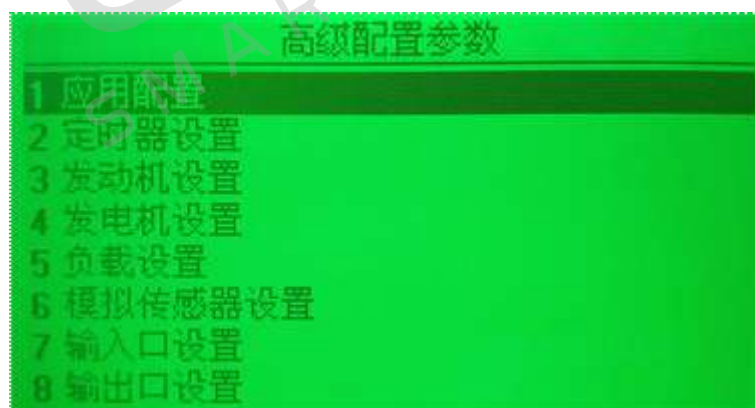 高级配置参数
1 应用配置
2 定时器设置
3 发动机设置
4 发电机设置
5 负载设置
6 模拟传感器设置
7 输入口设置
8 输出口设置
SMAR